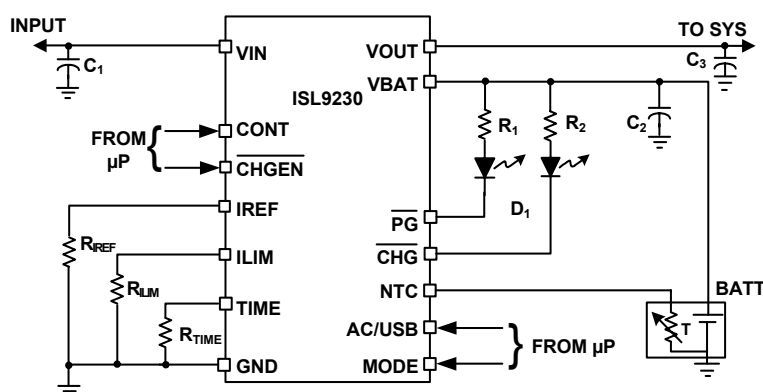 INPUT
C1
VIN
FROM
µP
CONT
CHGEN
IREF
RIREF
ILIM
RILIM
TIME
RTIME
GND
ISL9230
VOUT
TO SYS
C3
VBAT
R1
R2
C2
D1
PG
CHG
NTC
BATT
T
AC/USB
MODE
FROM µP